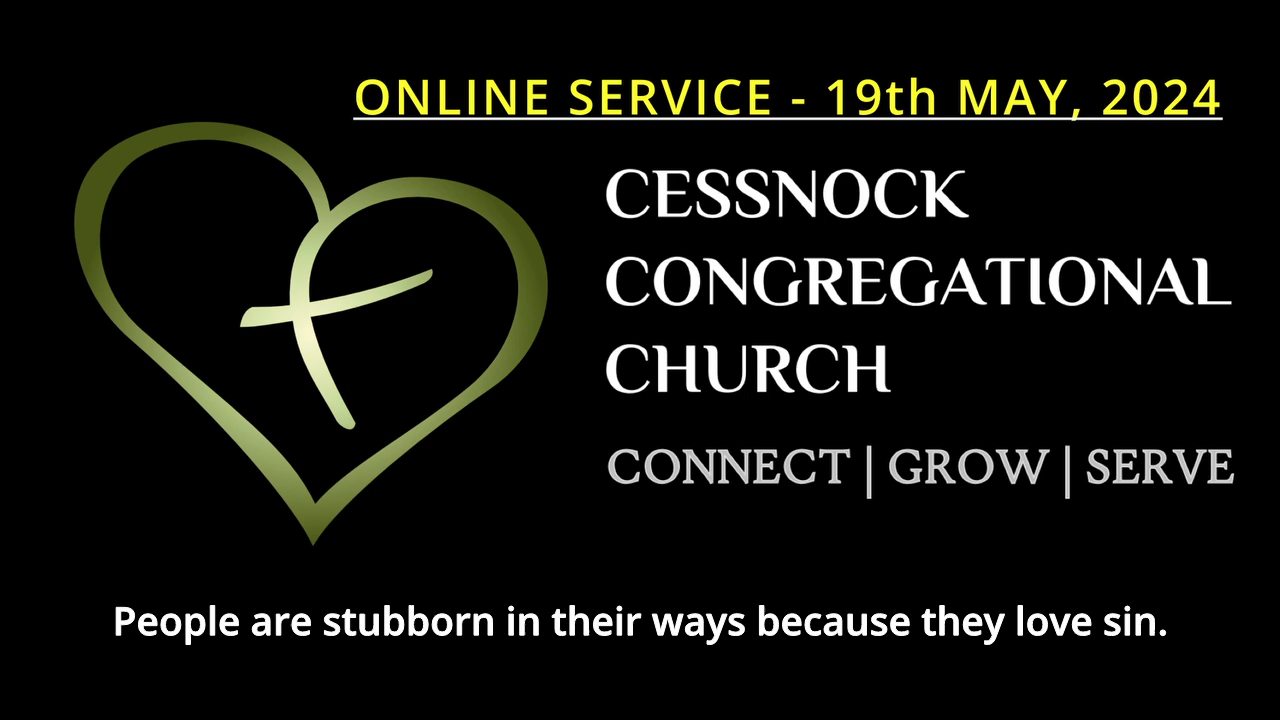 ONLINE SERVICE - 19th MAY, 2024
CESSNOCK
CONGREGATIONAL
CHURCH
CONNECT | GROW | SERVE
People are stubborn in their ways because they love sin.